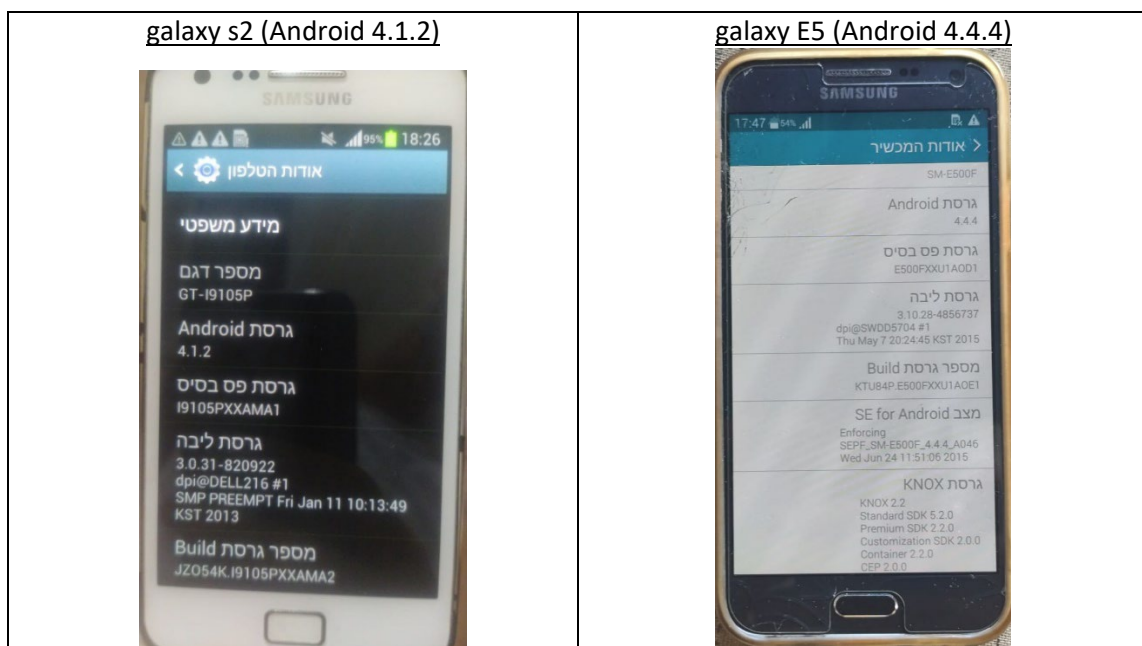 galaxy s2 (Android 4.1.2)
SAMSUNG
95% 18:26
אודות הטלפון
מידע משפטי
מספר דגם
GT-I9105P
גרסת Android
4.1.2
גרסת פס בסיס
I9105PXXAMA1
גרסת ליבה
3.0.31-820922
dpi@DELL216 #1
SMP PREEMPT Fri Jan 11 10:13:49
KST 2013
מספר גרסת Build
JZO54K.I9105PXXAMA2
galaxy E5 (Android 4.4.4)
SAMSUNG
17:47 54%
אודות המכשיר
SM-E500F
גרסת Android
4.4.4
גרסת פס בסיס
E500FXXU1AOD1
גרסת ליבה
3.10.28-4856737
dpi@SWDD5704 #1
Thu May 7 20:24:45 KST 2015
מספר גרסת Build
KTU84P.E500FXXU1AOE1
מצב SE for Android
Enforcing
SEPF_SM-E500F_4.4.4_A046
Wed Jun 24 11:51:06 2015
גרסת KNOX
KNOX 2.2
Standard SDK 5.2.0
Premium SDK 2.2.0
Customization SDK 2.0.0
Container 2.2.0
CEP 2.0.0